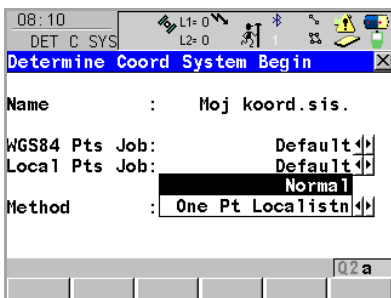 08:10
L1= 0
L2= 0
1
DET C SYS
Determine Coord System Begin
Name : Moj koord.sis.
WGS84 Pts Job: Default
Local Pts Job: Default
Normal
Method : One Pt Localistn
Q2a